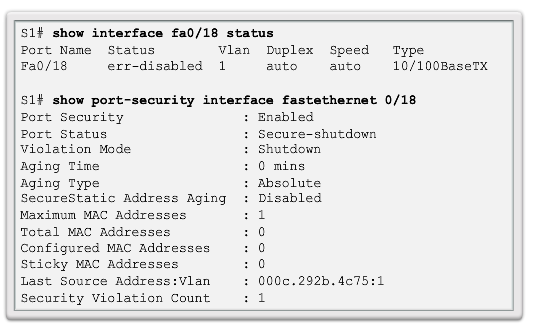 S1# show interface fa0/18 status
Port Name Status Vlan Duplex Speed Type
Fa0/18 err-disabled 1 auto auto 10/100BaseTX
S1# show port-security interface fastethernet 0/18
Port Security : Enabled
Port Status : Secure-shutdown
Violation Mode : Shutdown
Aging Time : 0 mins
Aging Type : Absolute
SecureStatic Address Aging : Disabled
Maximum MAC Addresses : 1
Total MAC Addresses : 0
Configured MAC Addresses : 0
Sticky MAC Addresses : 0
Last Source Address:Vlan : 000c.292b.4c75:1
Security Violation Count : 1